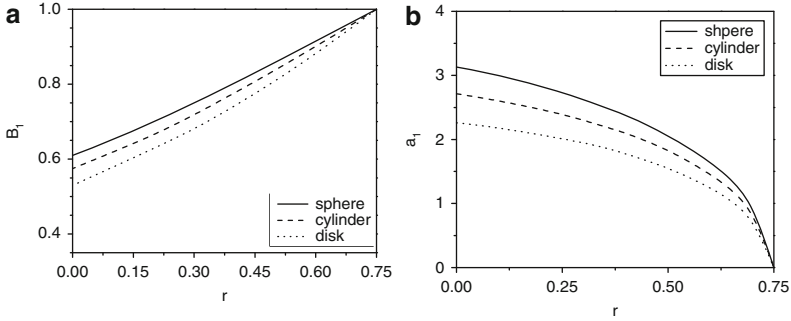 a
1.0
0.8
0.6
0.4
B1
0.00 0.15 0.30 0.45 0.60 0.75
r
sphere
cylinder
disk
b
4
3
2
1
0
a1
0.00 0.25 0.50 0.75
r
shpere
cylinder
disk